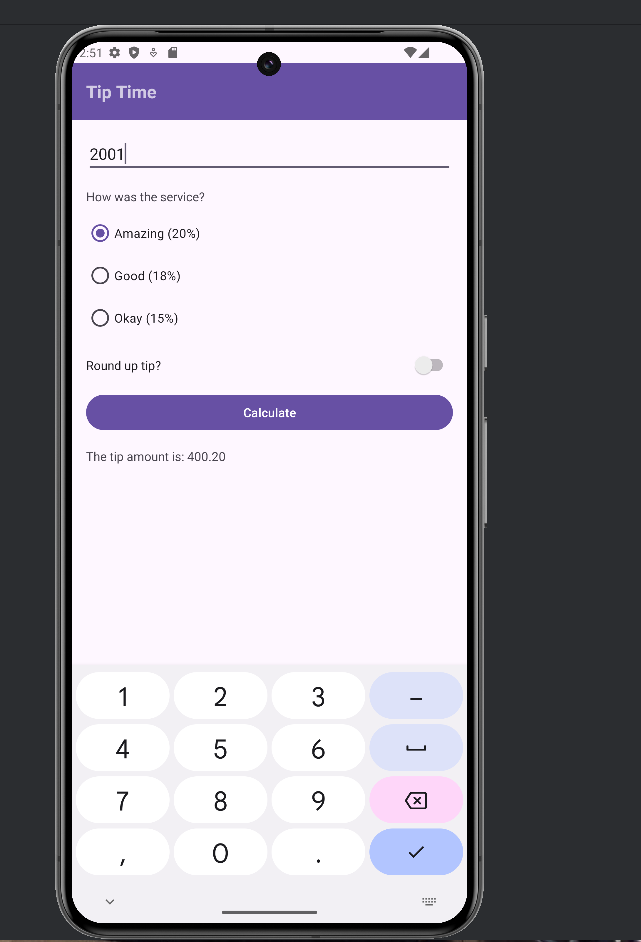 2:51
Tip Time
2001
How was the service?
Amazing (20%)
Good (18%)
Okay (15%)
Round up tip?
Calculate
The tip amount is: 400.20
1 2 3 –
4 5 6
7 8 9
, 0 .